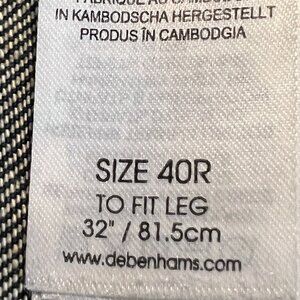 FABRIQUÉ AU CAMBODGE
IN KAMBODSCHA HERGESTELLT
PRODUS ÎN CAMBODGIA
SIZE 40R
TO FIT LEG
32" / 81.5cm
www.debenhams.com